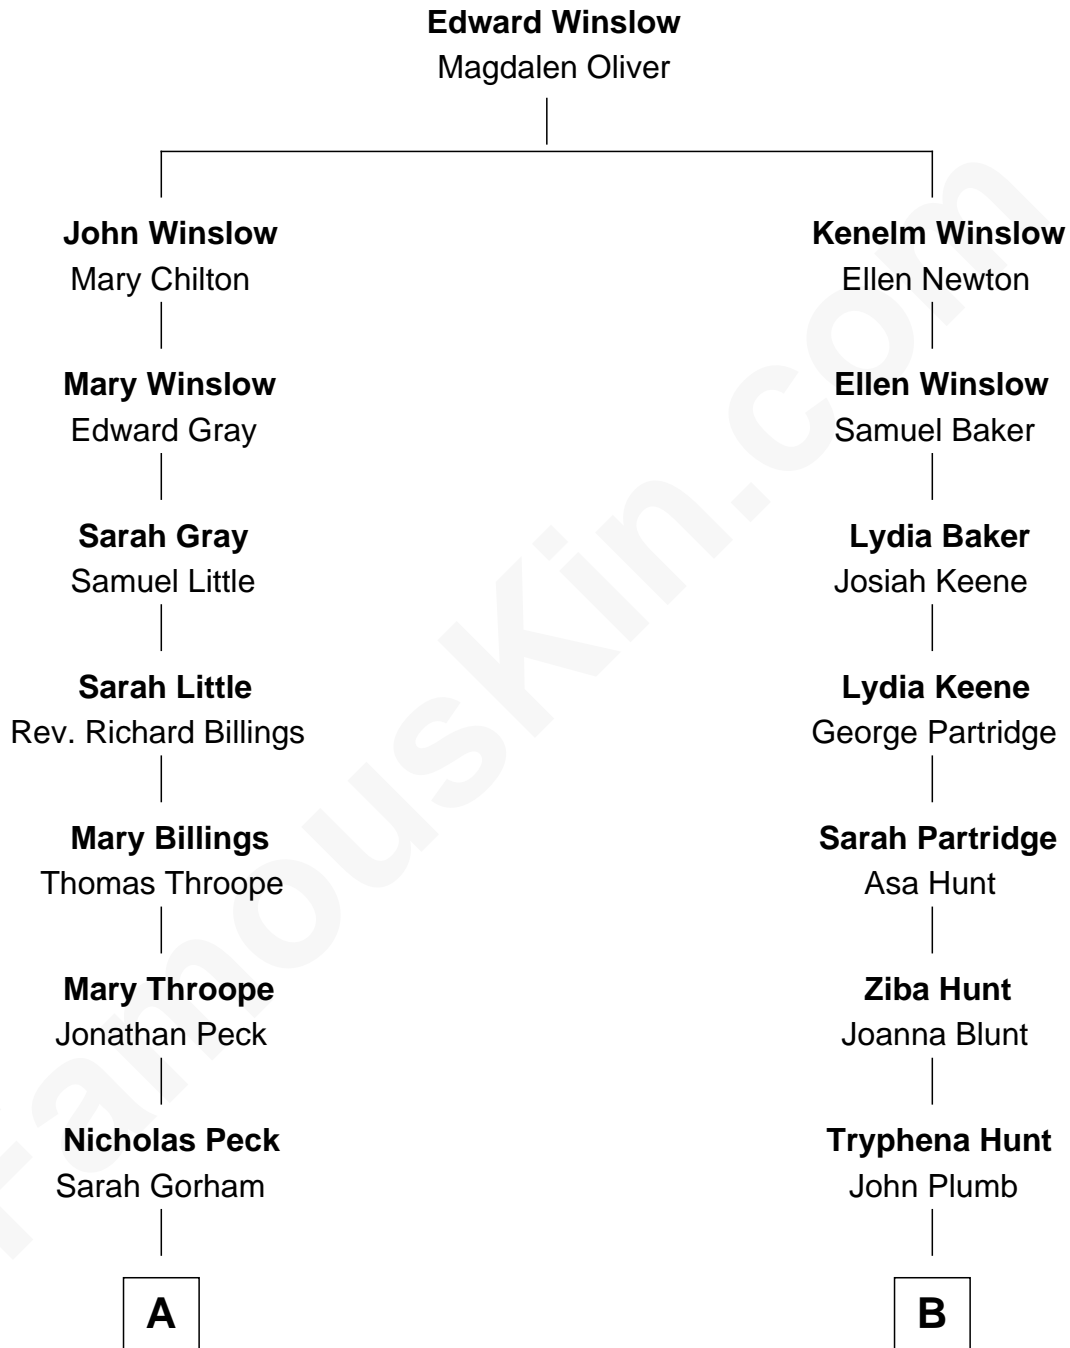 Edward Winslow
Magdalen Oliver
John Winslow
Mary Chilton
Kenelm Winslow
Ellen Newton
Mary Winslow
Edward Gray
Ellen Winslow
Samuel Baker
Sarah Gray
Samuel Little
Lydia Baker
Josiah Keene
Sarah Little
Rev. Richard Billings
Lydia Keene
George Partridge
Mary Billings
Thomas Throope
Sarah Partridge
Asa Hunt
Mary Throope
Jonathan Peck
Ziba Hunt
Joanna Blunt
Nicholas Peck
Sarah Gorham
Tryphena Hunt
John Plumb
A
B
FamousKin.com